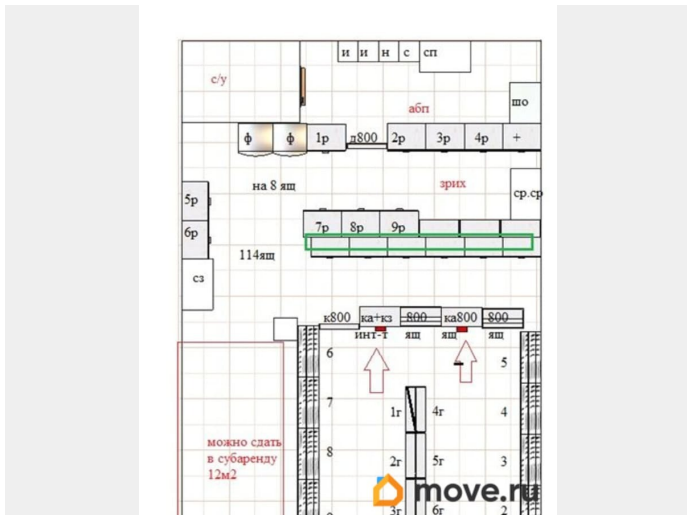 и и н с сп
с/у
абп
шо
ф ф 1р д800 2р 3р 4р +
на 8 ящ
зрих
ср.ср
5р
7р 8р 9р
6р
114ящ
сз
к800 ка+кз 800 ка800 800
инт-т ящ ящ ящ
6 5
7 1г 4г 4
можно сдать
в субаренду
12м2
8 2г 5г 3
move.ru
3г 6г 2